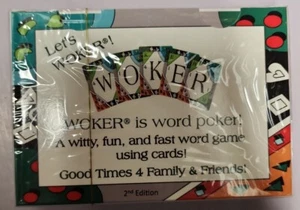 Let's
WOKER®!
WOKER
WOKER® is word poker!
A witty, fun, and fast word game
using cards!
Good Times 4 Family & Friends!
2nd Edition